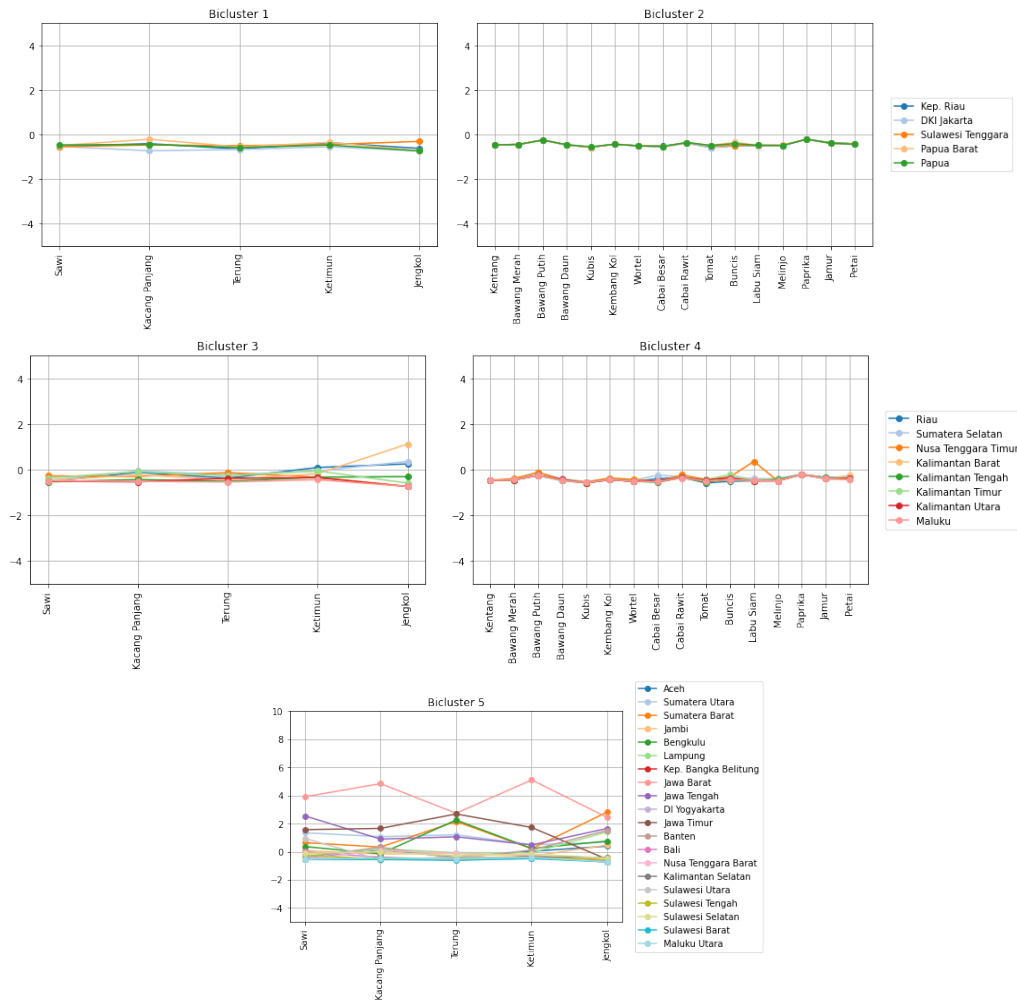 Bicluster 1
4
2
0
−2
−4
Sawi
Kacang Panjang
Terung
Ketimun
Jengkol
Bicluster 2
4
2
0
−2
−4
Kentang
Bawang Merah
Bawang Putih
Bawang Daun
Kubis
Kembang Kol
Wortel
Cabai Besar
Cabai Rawit
Tomat
Buncis
Labu Siam
Melinjo
Paprika
Jamur
Petai
Kep. Riau
DKI Jakarta
Sulawesi Tenggara
Papua Barat
Papua
Bicluster 3
4
2
0
−2
−4
Sawi
Kacang Panjang
Terung
Ketimun
Jengkol
Bicluster 4
4
2
0
−2
−4
Kentang
Bawang Merah
Bawang Putih
Bawang Daun
Kubis
Kembang Kol
Wortel
Cabai Besar
Cabai Rawit
Tomat
Buncis
Labu Siam
Melinjo
Paprika
Jamur
Petai
Riau
Sumatera Selatan
Nusa Tenggara Timur
Kalimantan Barat
Kalimantan Tengah
Kalimantan Timur
Kalimantan Utara
Maluku
Bicluster 5
10
8
6
4
2
0
−2
−4
Sawi
Kacang Panjang
Terung
Ketimun
Jengkol
Aceh
Sumatera Utara
Sumatera Barat
Jambi
Bengkulu
Lampung
Kep. Bangka Belitung
Jawa Barat
Jawa Tengah
DI Yogyakarta
Jawa Timur
Banten
Bali
Nusa Tenggara Barat
Kalimantan Selatan
Sulawesi Utara
Sulawesi Tengah
Sulawesi Selatan
Sulawesi Barat
Maluku Utara